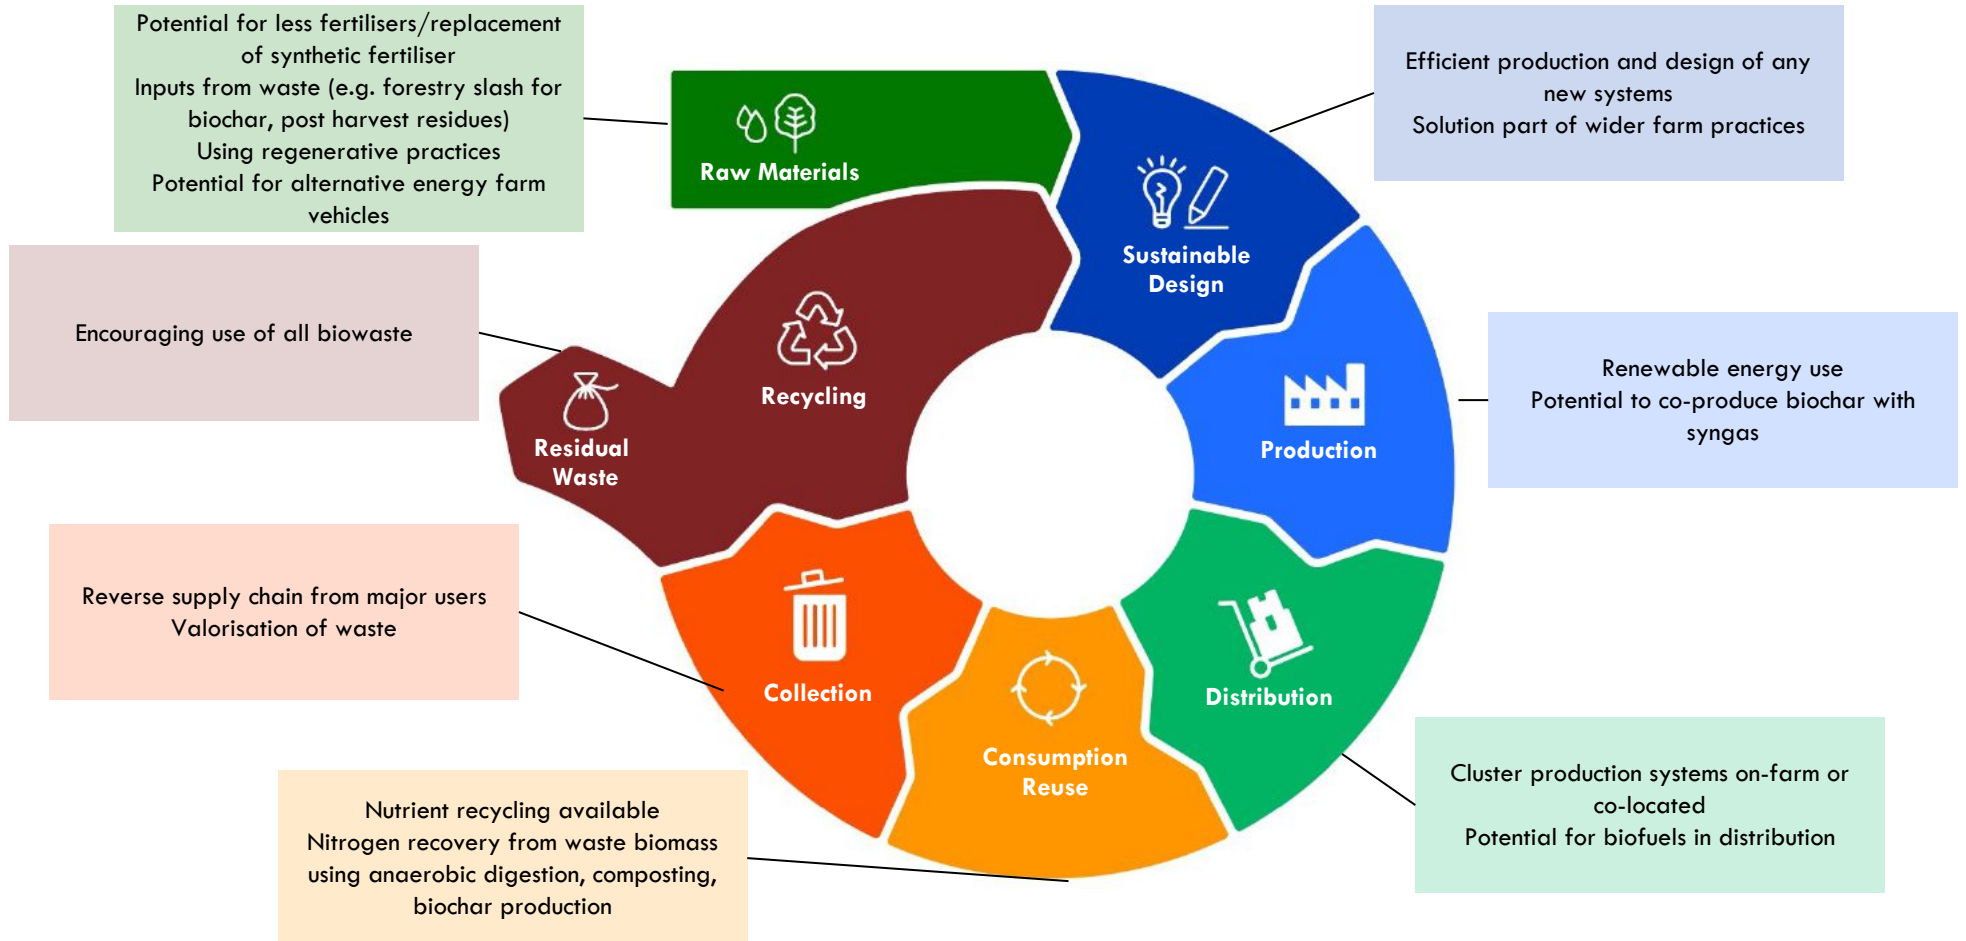 Potential for less fertilisers/replacement
of synthetic fertiliser
Inputs from waste (e.g. forestry slash for
biochar, post harvest residues)
Using regenerative practices
Potential for alternative energy farm
vehicles
Raw Materials
Efficient production and design of any
new systems
Solution part of wider farm practices
Sustainable
Design
Encouraging use of all biowaste
Recycling
Residual
Waste
Production
Renewable energy use
Potential to co-produce biochar with
syngas
Reverse supply chain from major users
Valorisation of waste
Collection
Consumption
Reuse
Distribution
Cluster production systems on-farm or
co-located
Potential for biofuels in distribution
Nutrient recycling available
Nitrogen recovery from waste biomass
using anaerobic digestion, composting,
biochar production